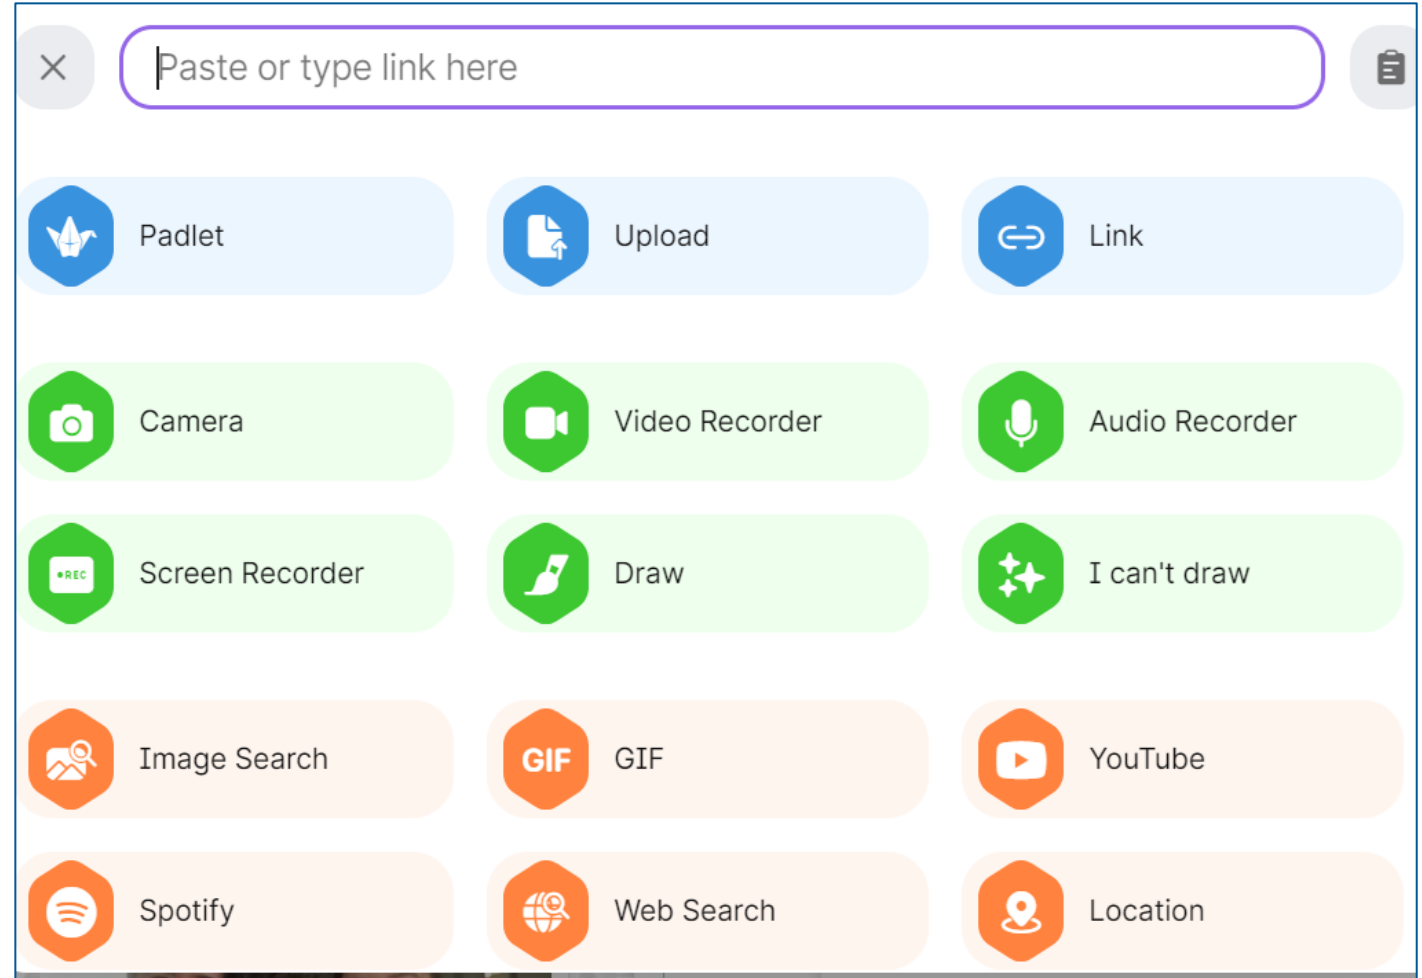 Paste or type link here
Padlet
Upload
Link
Camera
Video Recorder
Audio Recorder
REC
Screen Recorder
Draw
I can't draw
Image Search
GIF
GIF
YouTube
Spotify
Web Search
Location